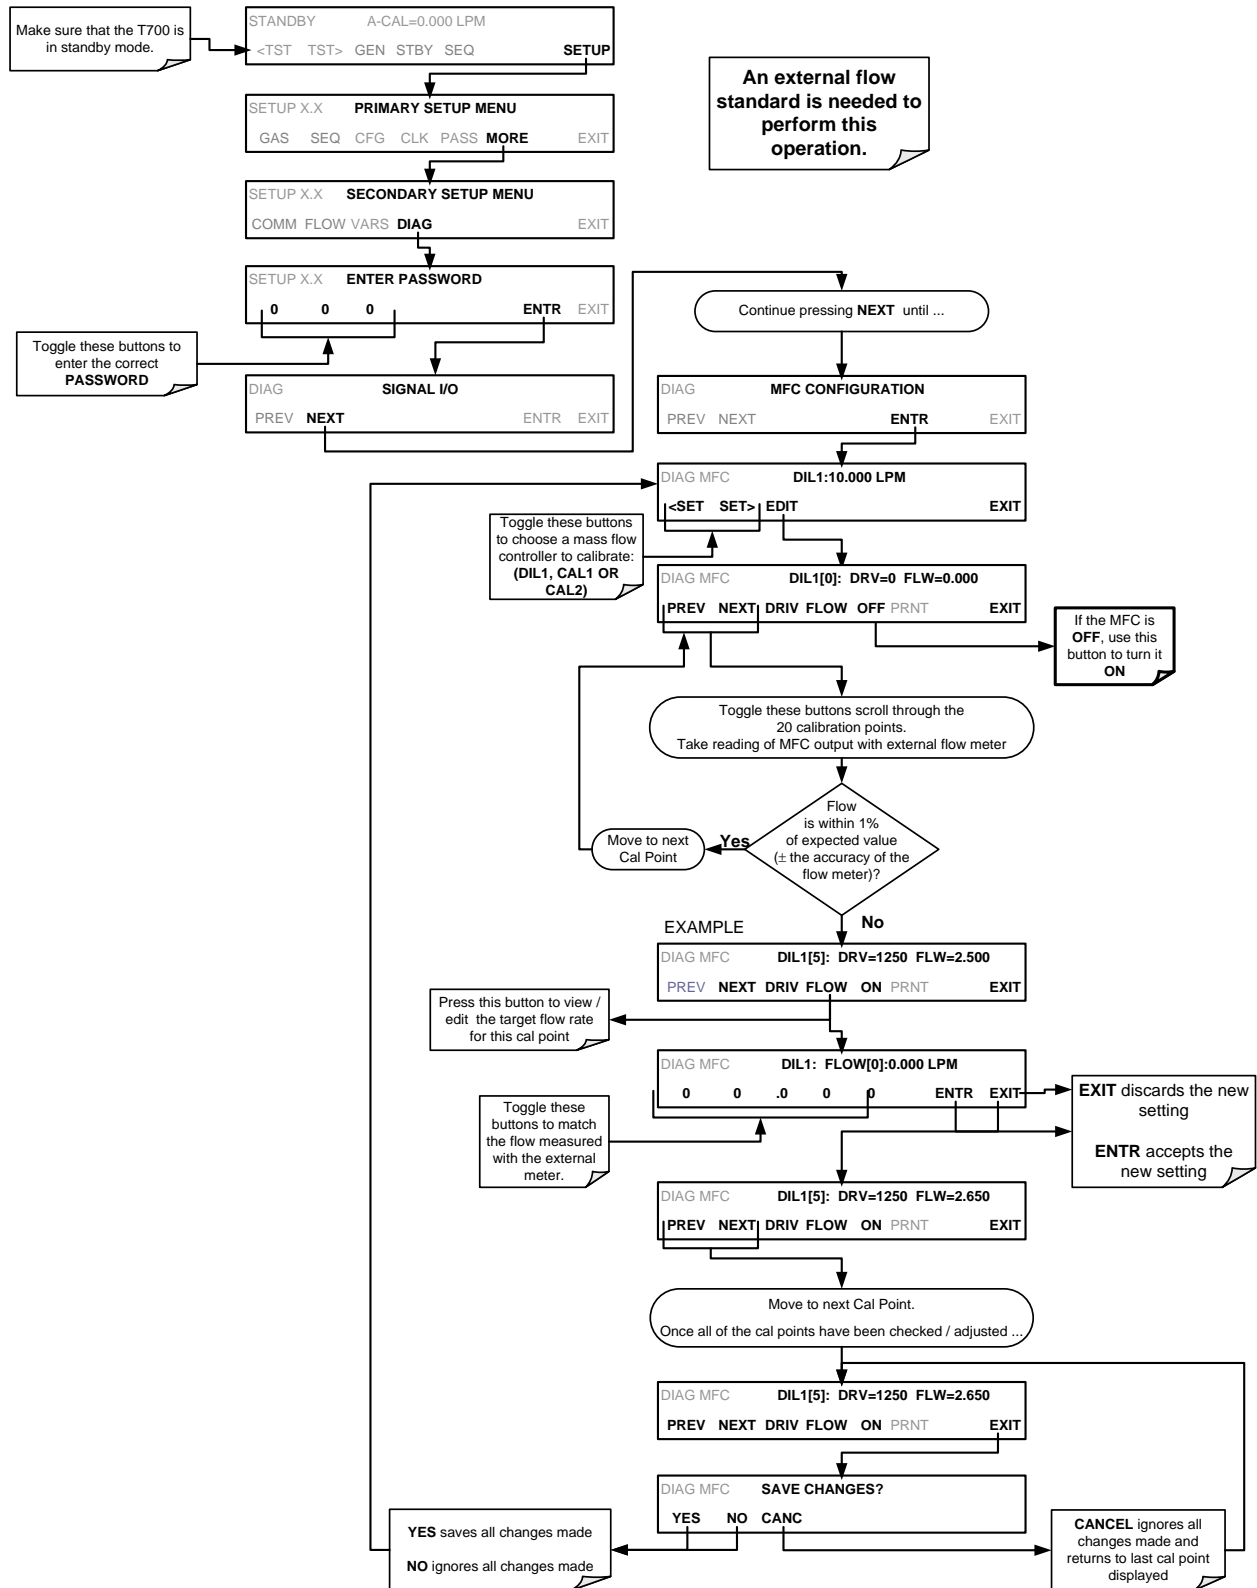 Make sure that the T700 is
in standby mode.
STANDBY A-CAL=0.000 LPM
<TST TST> GEN STBY SEQ SETUP
An external flow
standard is needed to
perform this
operation.
SETUP X.X PRIMARY SETUP MENU
GAS SEQ CFG CLK PASS MORE EXIT
SETUP X.X SECONDARY SETUP MENU
COMM FLOW VARS DIAG EXIT
SETUP X.X ENTER PASSWORD
0 0 0 ENTR EXIT
Toggle these buttons to
enter the correct
PASSWORD
DIAG SIGNAL I/O
PREV NEXT ENTR EXIT
Continue pressing NEXT until ...
DIAG MFC CONFIGURATION
PREV NEXT ENTR EXIT
DIAG MFC DIL1:10.000 LPM
<SET SET> EDIT EXIT
Toggle these buttons
to choose a mass flow
controller to calibrate:
(DIL1, CAL1 OR
CAL2)
DIAG MFC DIL1[0]: DRV=0 FLW=0.000
PREV NEXT DRIV FLOW OFF PRNT EXIT
If the MFC is
OFF, use this
button to turn it
ON
Toggle these buttons scroll through the
20 calibration points.
Take reading of MFC output with external flow meter
Flow
is within 1%
of expected value
(± the accuracy of the
flow meter)?
Yes
Move to next
Cal Point
No
EXAMPLE
DIAG MFC DIL1[5]: DRV=1250 FLW=2.500
PREV NEXT DRIV FLOW ON PRNT EXIT
Press this button to view /
edit the target flow rate
for this cal point
DIAG MFC DIL1: FLOW[0]:0.000 LPM
0 0 .0 0 0 ENTR EXIT
Toggle these
buttons to match
the flow measured
with the external
meter.
EXIT discards the new
setting
ENTR accepts the
new setting
DIAG MFC DIL1[5]: DRV=1250 FLW=2.650
PREV NEXT DRIV FLOW ON PRNT EXIT
Move to next Cal Point.
Once all of the cal points have been checked / adjusted ...
DIAG MFC DIL1[5]: DRV=1250 FLW=2.650
PREV NEXT DRIV FLOW ON PRNT EXIT
DIAG MFC SAVE CHANGES?
YES NO CANC
YES saves all changes made
NO ignores all changes made
CANCEL ignores all
changes made and
returns to last cal point
displayed